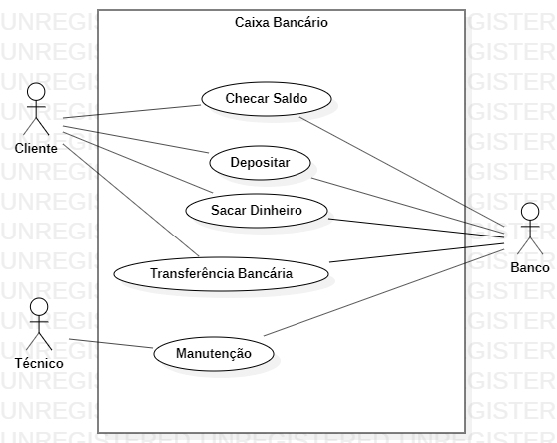 Caixa Bancário
Checar Saldo
Cliente
Depositar
Sacar Dinheiro
Banco
Transferência Bancária
Técnico
Manutenção
UNREGISTERED UNREGISTERED UNREGISTERED